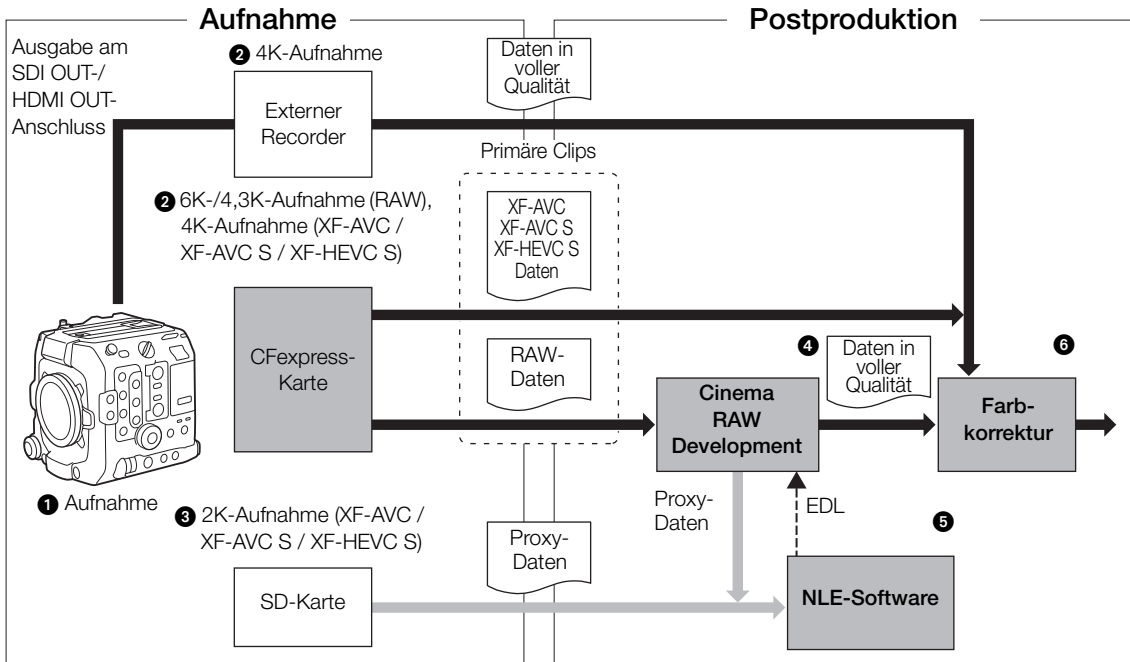 Aufnahme
Postproduktion
Ausgabe am
SDI OUT-/
HDMI OUT-
Anschluss
❷ 4K-Aufnahme
Externer
Recorder
Daten in
voller
Qualität
Primäre Clips
❷ 6K-/4,3K-Aufnahme (RAW),
4K-Aufnahme (XF-AVC /
XF-AVC S / XF-HEVC S)
XF-AVC
XF-AVC S
XF-HEVC S
Daten
CFexpress-
Karte
RAW-
Daten
❹
Daten in
voller
Qualität
❻
Cinema
RAW
Development
Farb-
korrektur
❶ Aufnahme
❸ 2K-Aufnahme (XF-AVC /
XF-AVC S / XF-HEVC S)
Proxy-
Daten
Proxy-
Daten
EDL
❺
SD-Karte
NLE-Software